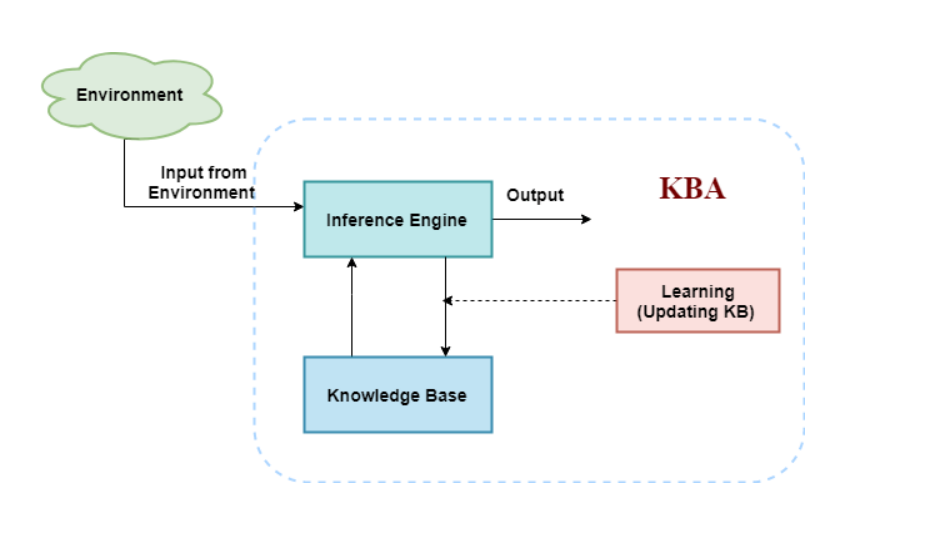 Environment
Input from
Environment
Output
KBA
Inference Engine
Learning
(Updating KB)
Knowledge Base